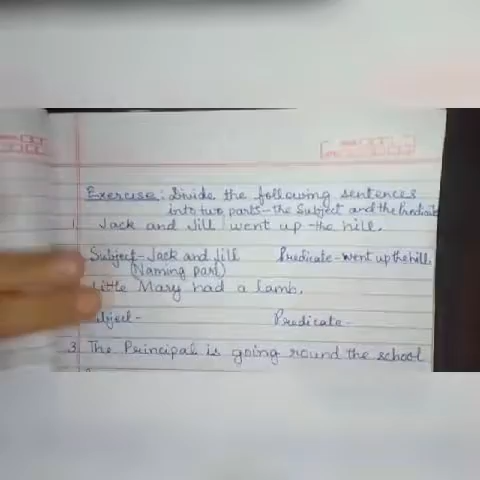 Exercise: Divide the following sentences
into two parts-the Subject and the Predicate
1. Jack and Jill went up the hill.
Subject-Jack and Jill Predicate-went up the hill.
(Naming part)
Little Mary had a lamb.
Subject- Predicate-
3. The Principal is going round the school